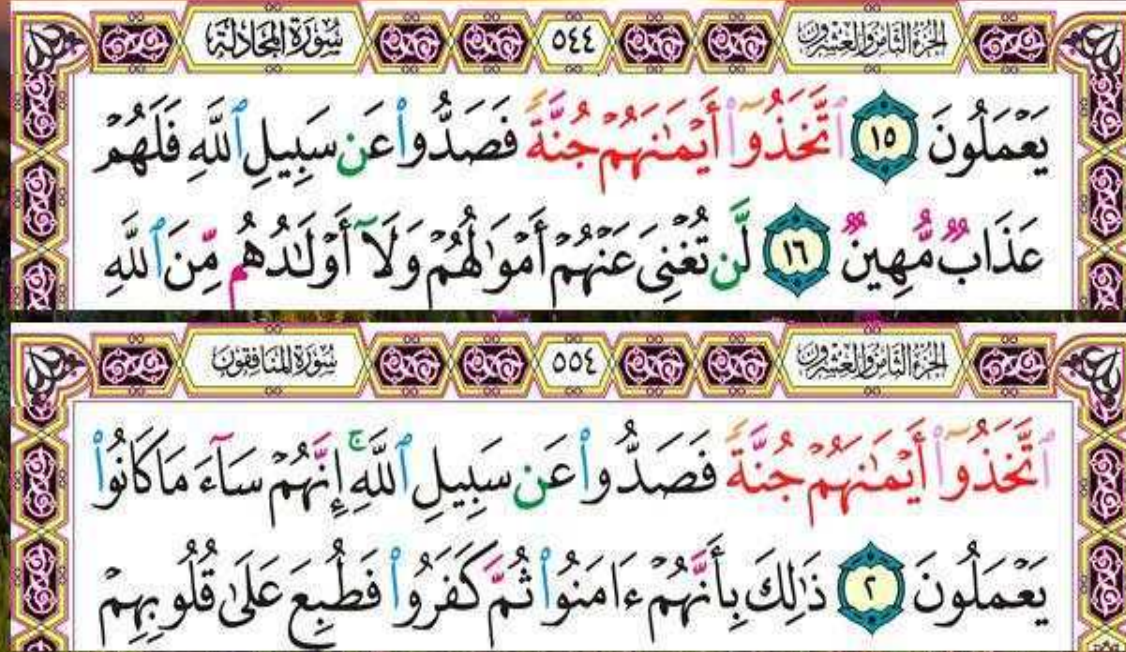 الجزء الثامن والعشرون ٥٤٤ سورة المجادلة
يَعْمَلُونَ ١٥ ٱتَّخَذُوٓا۟ أَيْمَـٰنَهُمْ جُنَّةً فَصَدُّوا۟ عَن سَبِيلِ ٱللَّهِ فَلَهُمْ
عَذَابٌ مُّهِينٌ ١٦ لَّن تُغْنِىَ عَنْهُمْ أَمْوَٰلُهُمْ وَلَآ أَوْلَـٰدُهُم مِّنَ ٱللَّهِ
الجزء الثامن والعشرون ٥٥٤ سورة المنافقون
ٱتَّخَذُوٓا۟ أَيْمَـٰنَهُمْ جُنَّةً فَصَدُّوا۟ عَن سَبِيلِ ٱللَّهِ ۚ إِنَّهُمْ سَآءَ مَا كَانُوا۟
يَعْمَلُونَ ٢ ذَٰلِكَ بِأَنَّهُمْ ءَامَنُوا۟ ثُمَّ كَفَرُوا۟ فَطُبِعَ عَلَىٰ قُلُوبِهِمْ